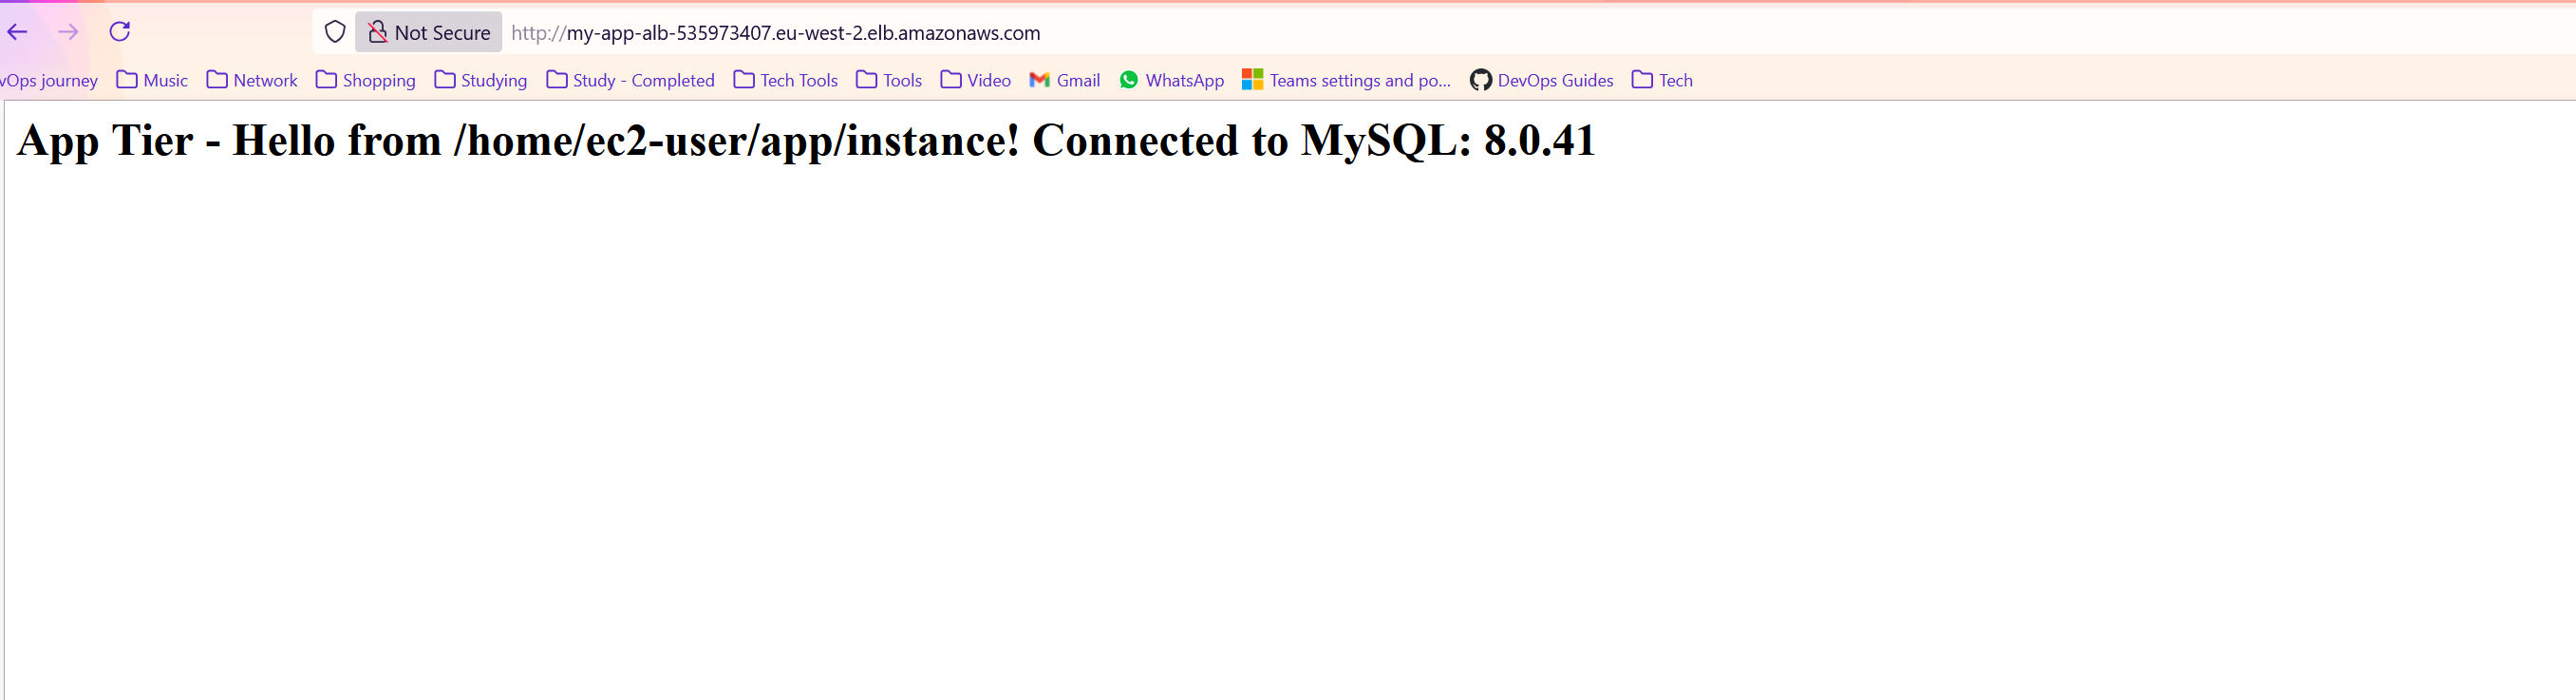 Not Secure http://my-app-alb-535973407.eu-west-2.elb.amazonaws.com
vOps journey Music Network Shopping Studying Study - Completed Tech Tools Tools Video Gmail WhatsApp Teams settings and po... DevOps Guides Tech
App Tier - Hello from /home/ec2-user/app/instance! Connected to MySQL: 8.0.41